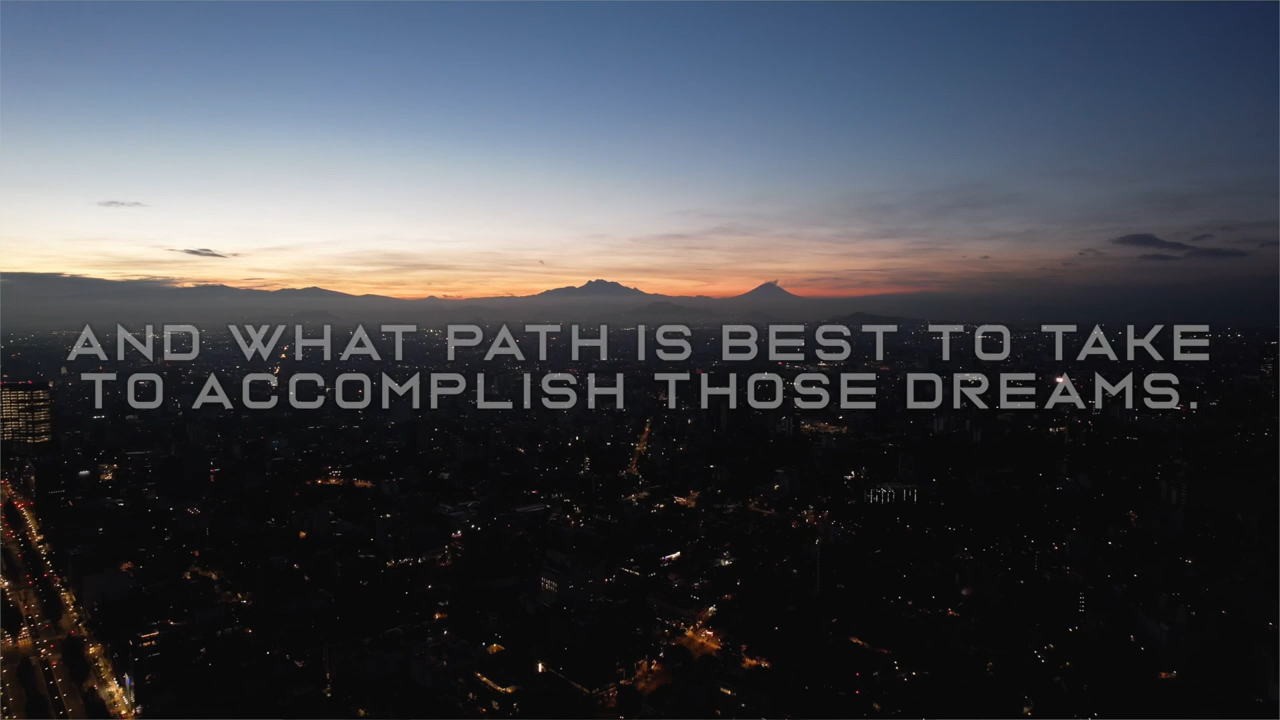 AND WHAT PATH IS BEST TO TAKE
TO ACCOMPLISH THOSE DREAMS.